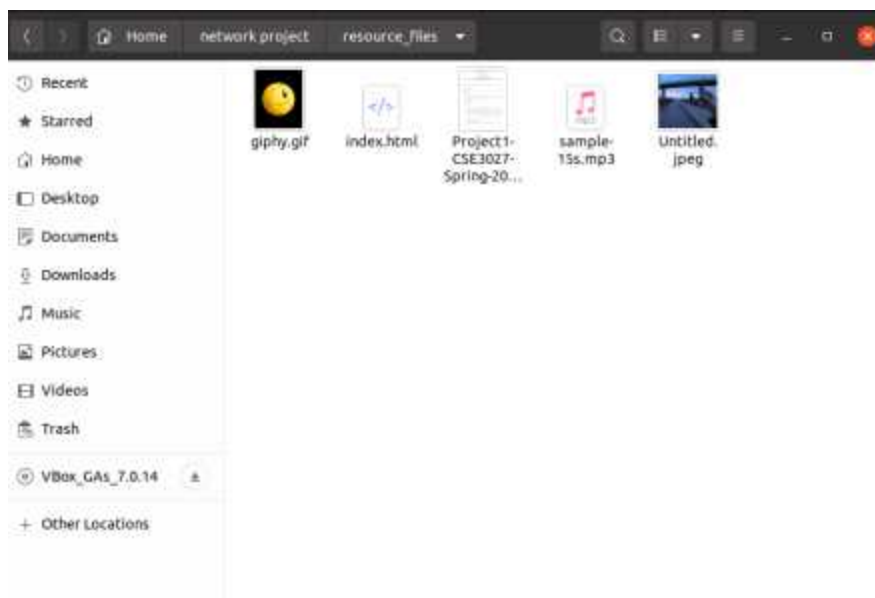 Home network project resource_files
Recent
Starred
Home
Desktop
Documents
Downloads
Music
Pictures
Videos
Trash
VBox_GAs_7.0.14
Other Locations
giphy.gif
index.html
Project1-
CSE3027-
Spring-20...
sample-
15s.mp3
Untitled.
jpeg